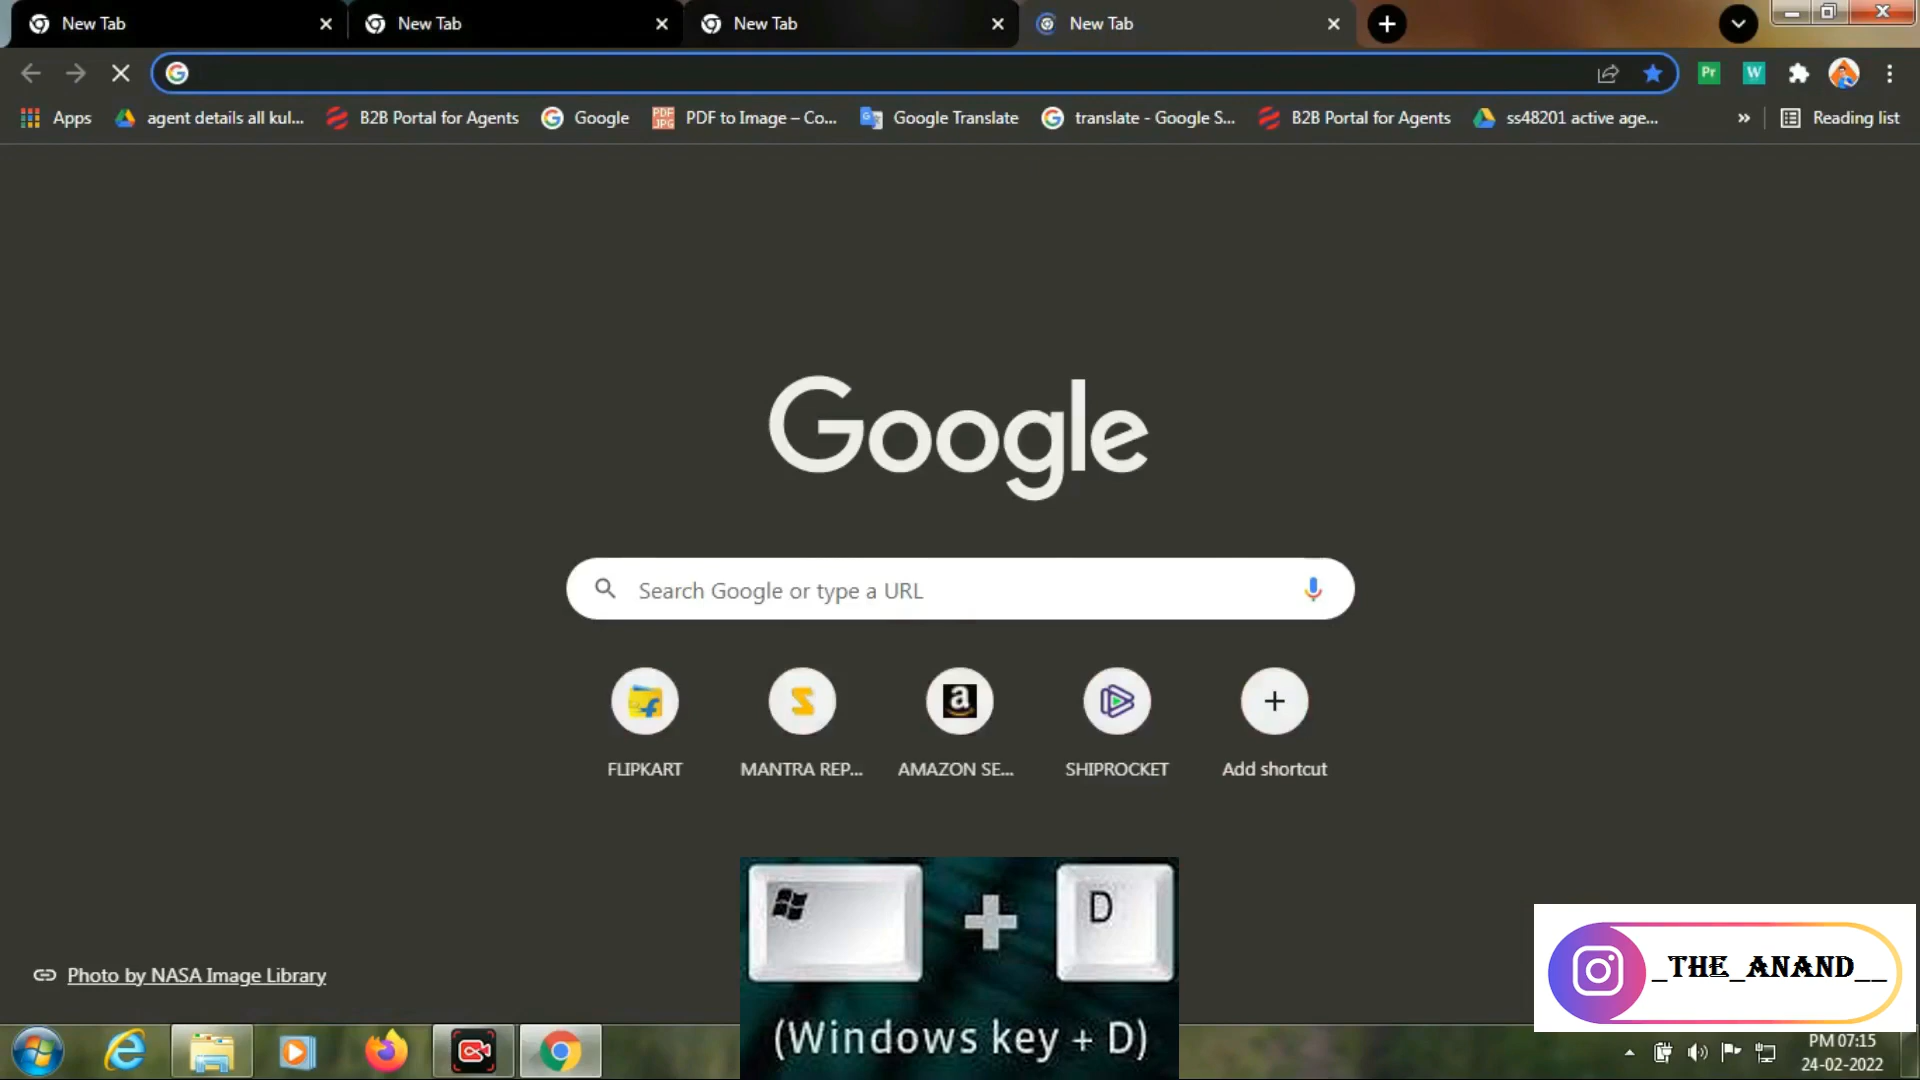 New Tab
New Tab
New Tab
New Tab
Pr
W
Apps
agent details all kul...
B2B Portal for Agents
Google
PDF JPG
PDF to Image – Co...
Google Translate
translate - Google S...
B2B Portal for Agents
ss48201 active age...
»
Reading list
Google
Search Google or type a URL
FLIPKART
MANTRA REP...
AMAZON SE...
SHIPROCKET
Add shortcut
+ D
(Windows key + D)
Photo by NASA Image Library
_THE_ANAND__
PM 07:15
24-02-2022